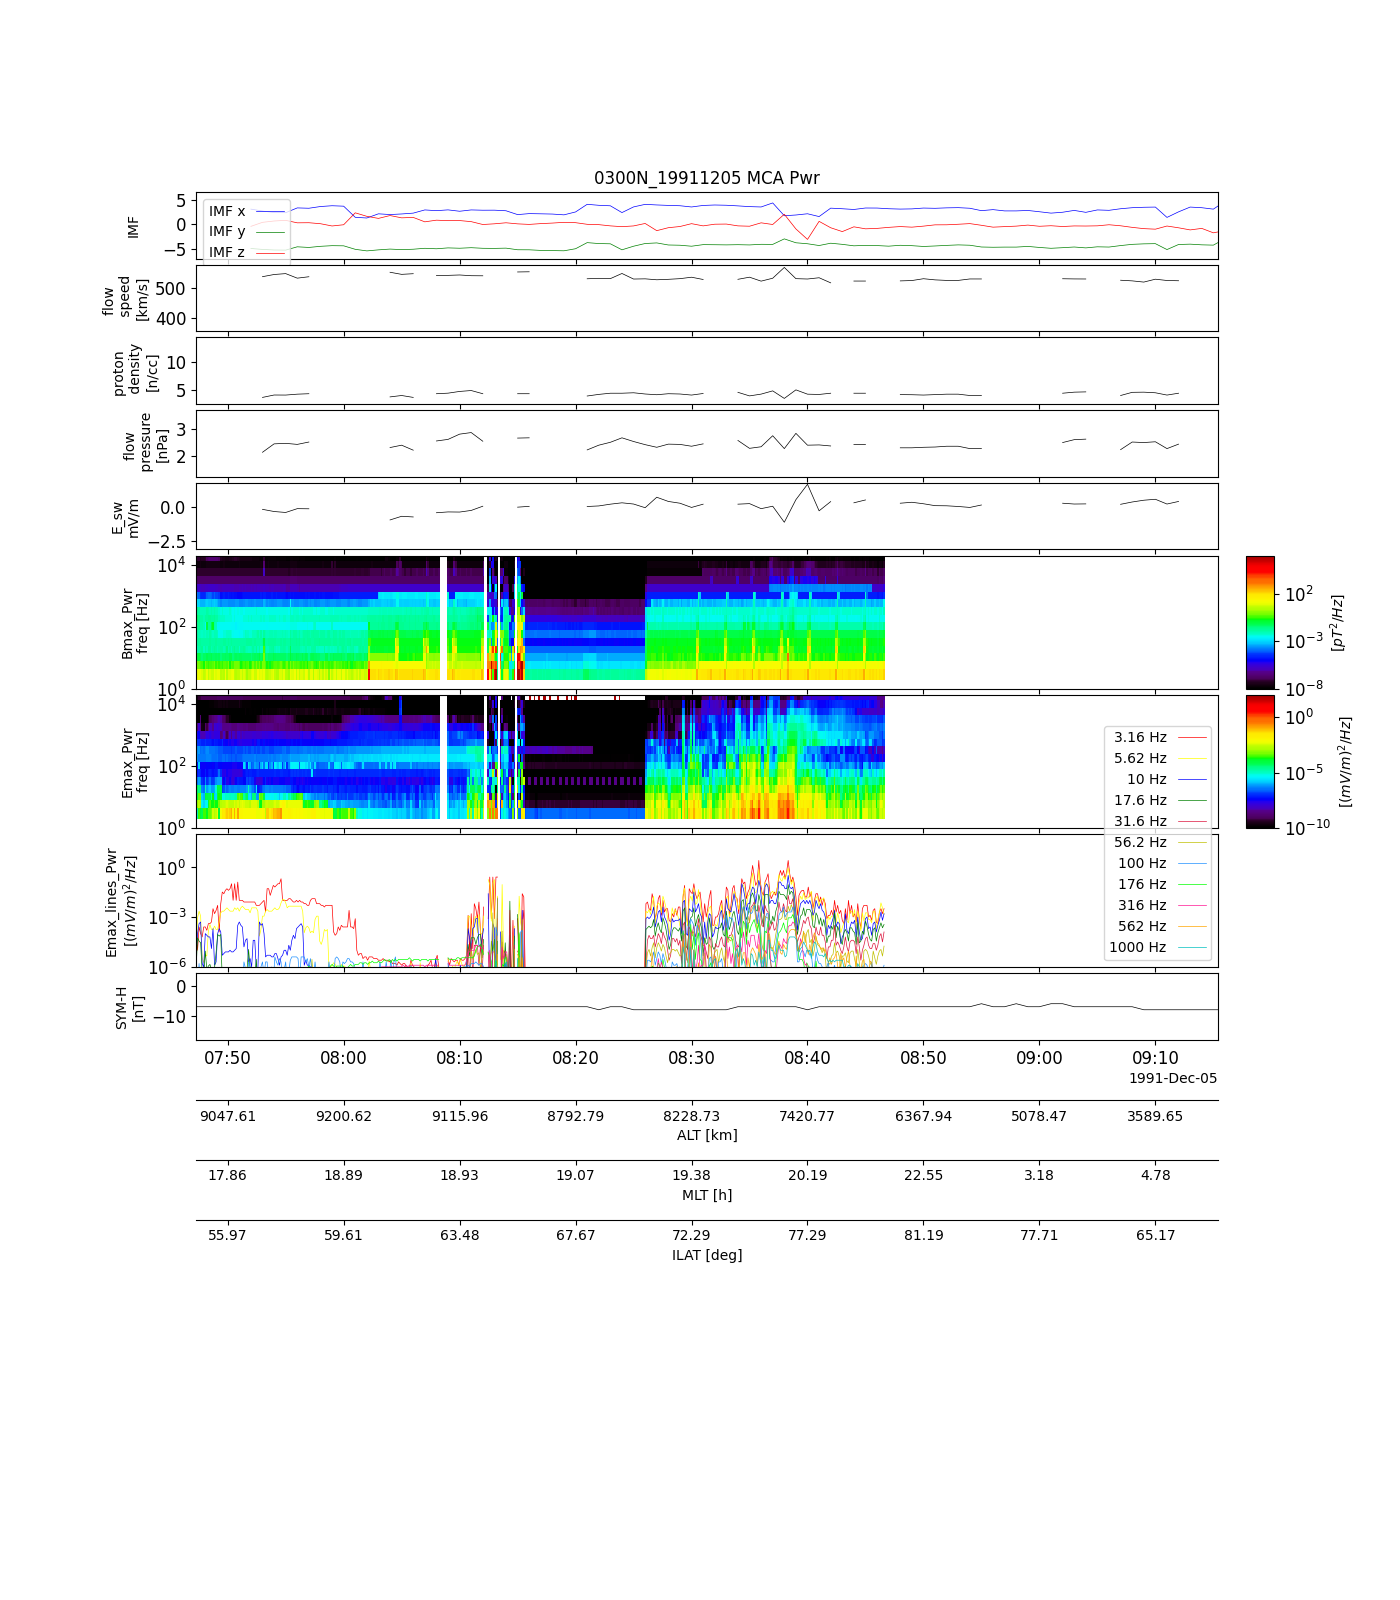 0300N_19911205 MCA Pwr
IMF
5
0
−5
IMF x
IMF y
IMF z
flow
speed
[km/s]
500
400
proton
density
[n/cc]
10
5
flow
pressure
[nPa]
3
2
E_sw
mV/m
0.0
−2.5
Bmax_Pwr
freq [Hz]
10^4
10^2
10^0
10^2
10^−3
10^−8
[pT^2/Hz]
Emax_Pwr
freq [Hz]
10^4
10^2
10^0
10^0
10^−5
10^−10
[(mV/m)^2/Hz]
3.16 Hz
5.62 Hz
10 Hz
17.6 Hz
31.6 Hz
56.2 Hz
100 Hz
176 Hz
316 Hz
562 Hz
1000 Hz
Emax_lines_Pwr
[(mV/m)^2/Hz]
10^0
10^−3
10^−6
SYM-H
[nT]
0
−10
07:50 08:00 08:10 08:20 08:30 08:40 08:50 09:00 09:10
1991-Dec-05
9047.61 9200.62 9115.96 8792.79 8228.73 7420.77 6367.94 5078.47 3589.65
ALT [km]
17.86 18.89 18.93 19.07 19.38 20.19 22.55 3.18 4.78
MLT [h]
55.97 59.61 63.48 67.67 72.29 77.29 81.19 77.71 65.17
ILAT [deg]